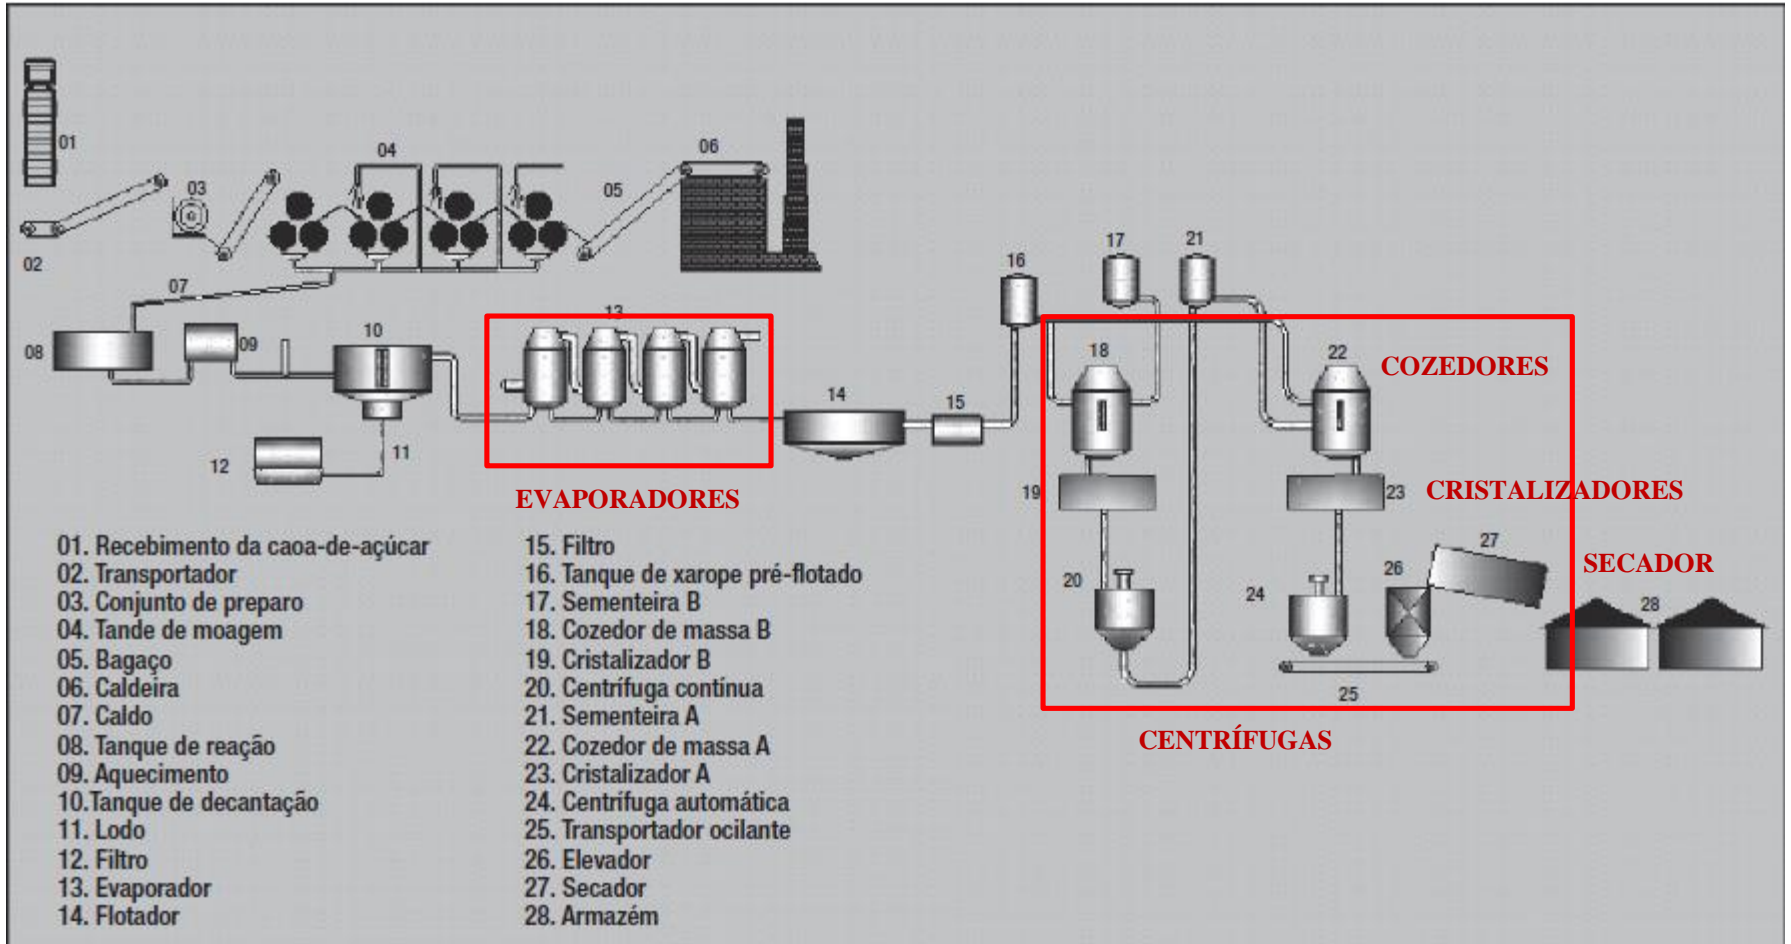 01
02
03
04
05
06
07
08
09
10
11
12
13
EVAPORADORES
14
15
16
17
21
18
22
COZEDORES
19
23
CRISTALIZADORES
20
24
26
27
SECADOR
28
25
CENTRÍFUGAS
01. Recebimento da caoa-de-açúcar
02. Transportador
03. Conjunto de preparo
04. Tande de moagem
05. Bagaço
06. Caldeira
07. Caldo
08. Tanque de reação
09. Aquecimento
10.Tanque de decantação
11. Lodo
12. Filtro
13. Evaporador
14. Flotador
15. Filtro
16. Tanque de xarope pré-flotado
17. Sementeira B
18. Cozedor de massa B
19. Cristalizador B
20. Centrífuga contínua
21. Sementeira A
22. Cozedor de massa A
23. Cristalizador A
24. Centrífuga automática
25. Transportador ocilante
26. Elevador
27. Secador
28. Armazém